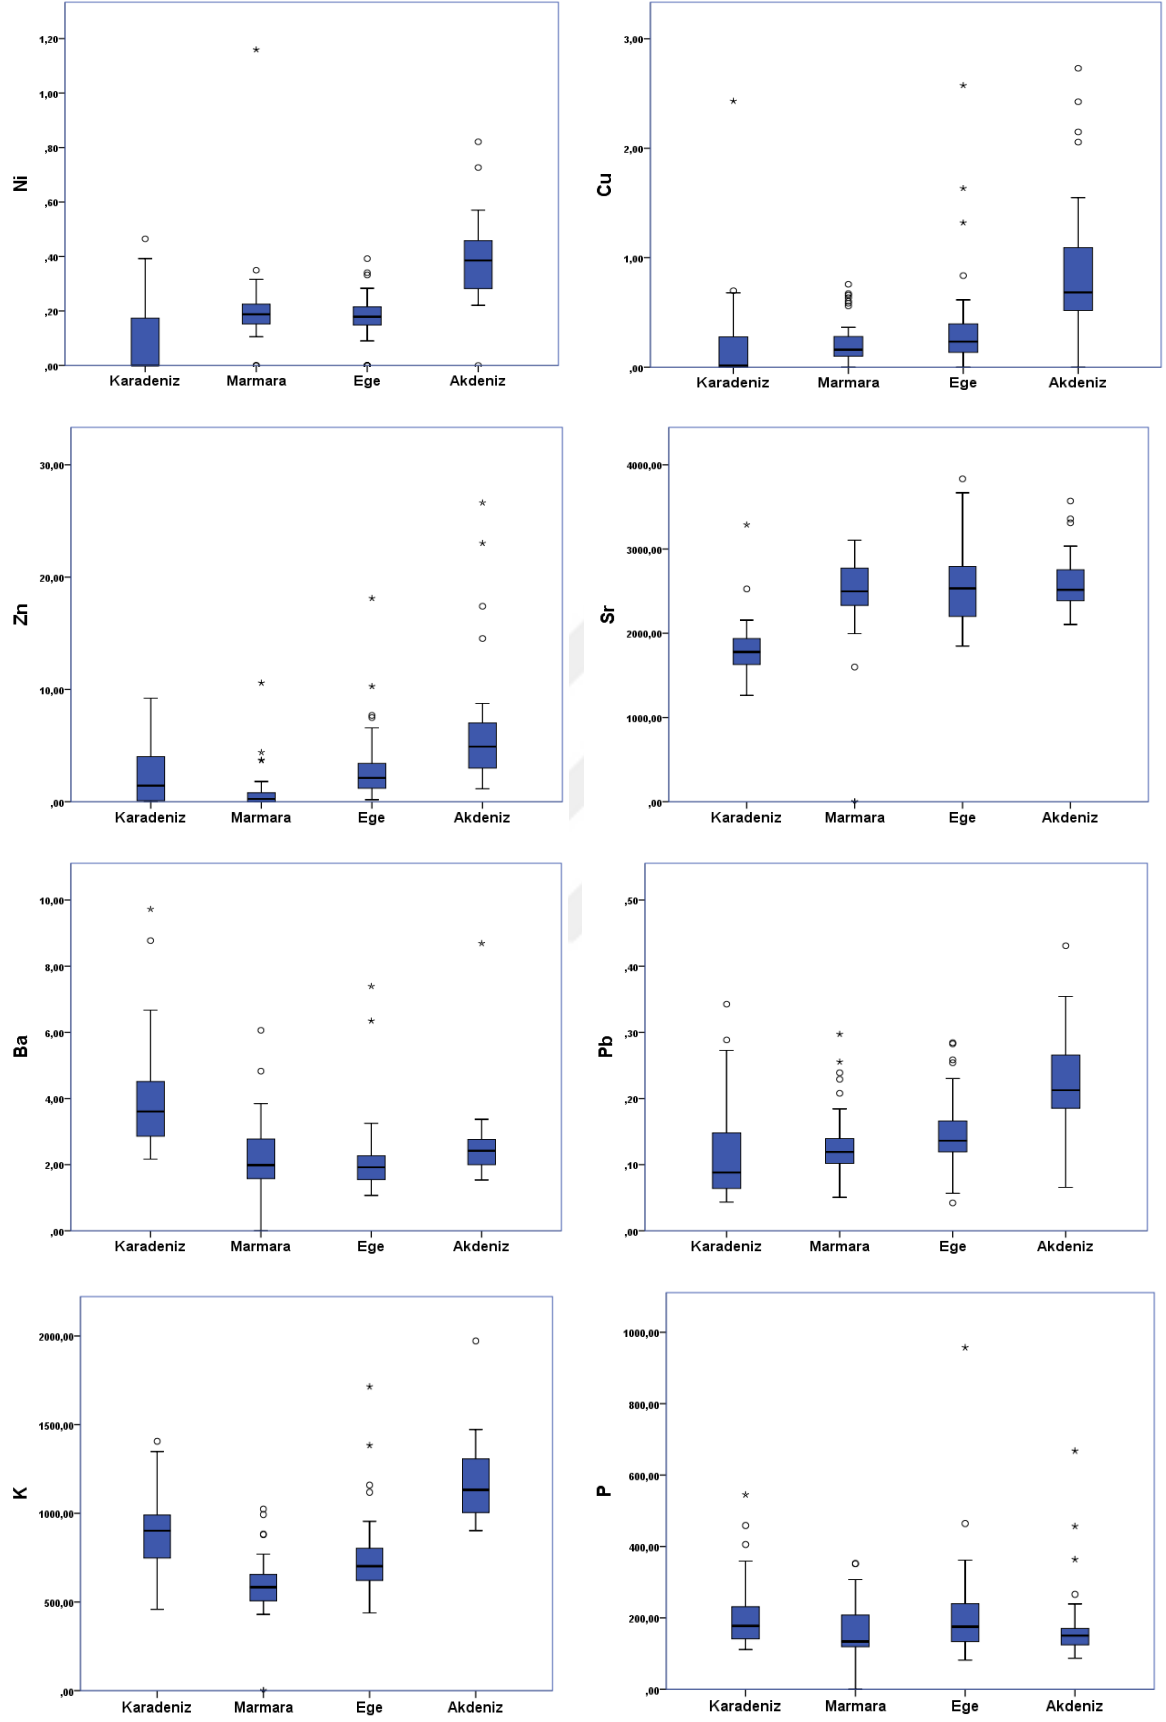 Ni
1,20
1,00
,80
,60
,40
,20
,00
Karadeniz Marmara Ege Akdeniz
Cu
3,00
2,00
1,00
,00
Karadeniz Marmara Ege Akdeniz
Zn
30,00
20,00
10,00
,00
Karadeniz Marmara Ege Akdeniz
Sr
4000,00
3000,00
2000,00
1000,00
,00
Karadeniz Marmara Ege Akdeniz
Ba
10,00
8,00
6,00
4,00
2,00
,00
Karadeniz Marmara Ege Akdeniz
Pb
,50
,40
,30
,20
,10
,00
Karadeniz Marmara Ege Akdeniz
K
2000,00
1500,00
1000,00
500,00
,00
Karadeniz Marmara Ege Akdeniz
P
1000,00
800,00
600,00
400,00
200,00
,00
Karadeniz Marmara Ege Akdeniz